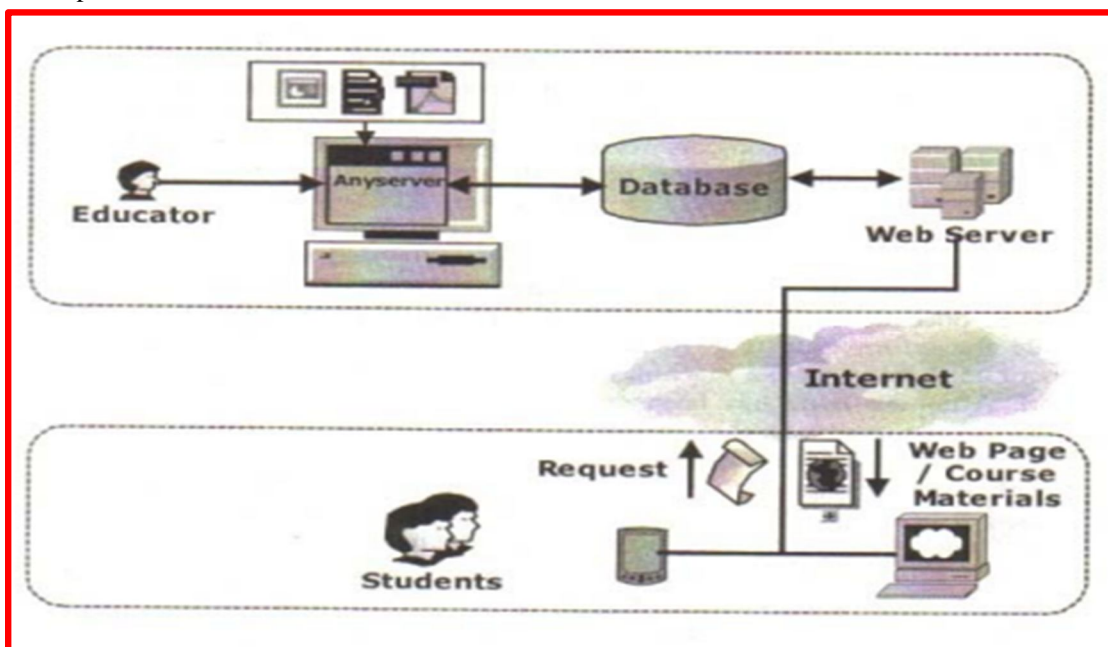 Anyserver
Educator
Database
Web Server
Internet
Request
Web Page
/ Course
Materials
Students